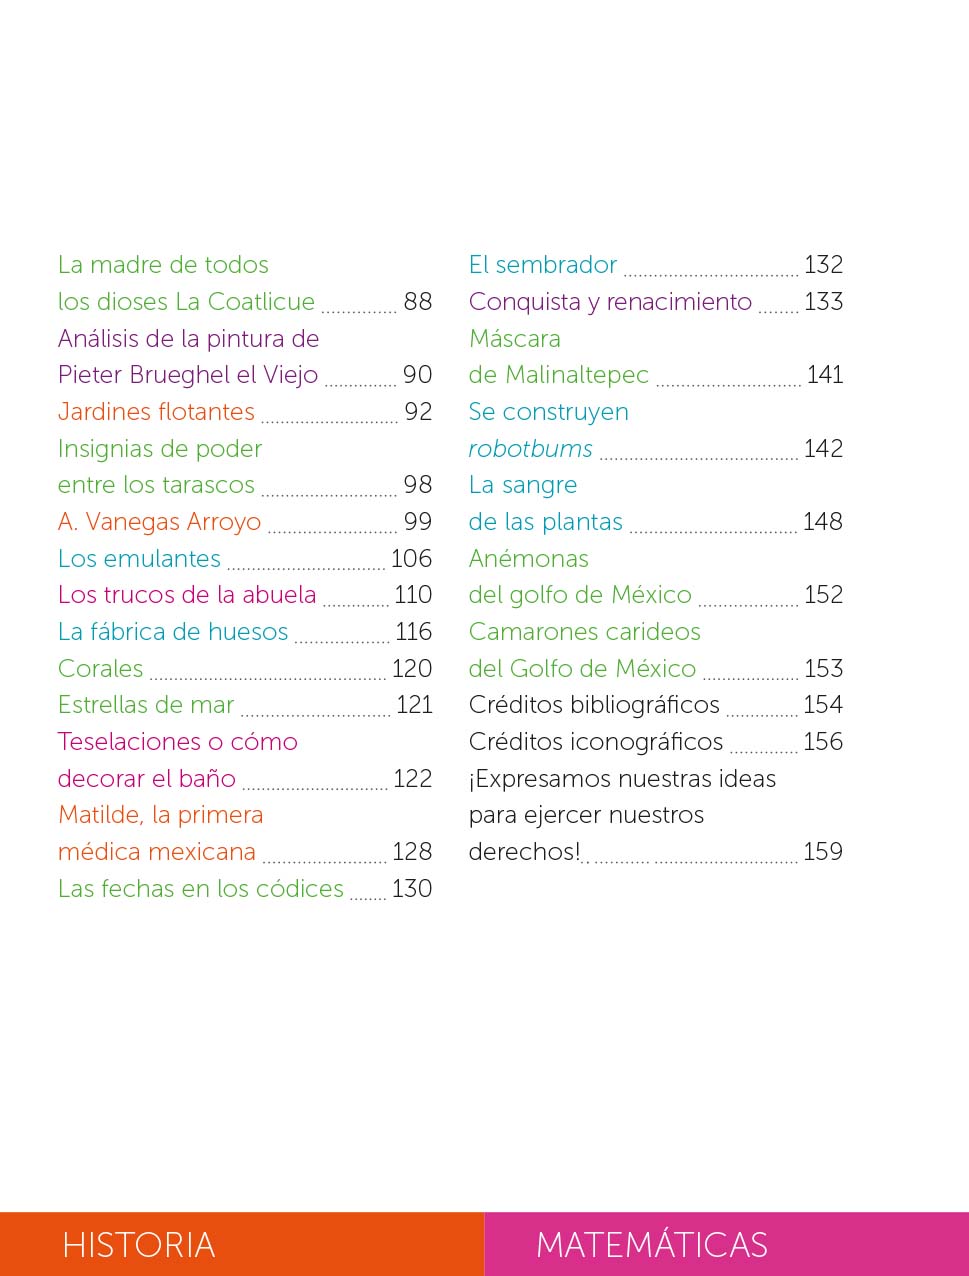 La madre de todos
los dioses La Coatlicue 88
Análisis de la pintura de
Pieter Brueghel el Viejo 90
Jardines flotantes 92
Insignias de poder
entre los tarascos 98
A. Vanegas Arroyo 99
Los emulantes 106
Los trucos de la abuela 110
La fábrica de huesos 116
Corales 120
Estrellas de mar 121
Teselaciones o cómo
decorar el baño 122
Matilde, la primera
médica mexicana 128
Las fechas en los códices 130
El sembrador 132
Conquista y renacimiento 133
Máscara
de Malinaltepec 141
Se construyen
robotbums 142
La sangre
de las plantas 148
Anémonas
del golfo de México 152
Camarones carideos
del Golfo de México 153
Créditos bibliográficos 154
Créditos iconográficos 156
¡Expresamos nuestras ideas
para ejercer nuestros
derechos! 159
HISTORIA
MATEMÁTICAS